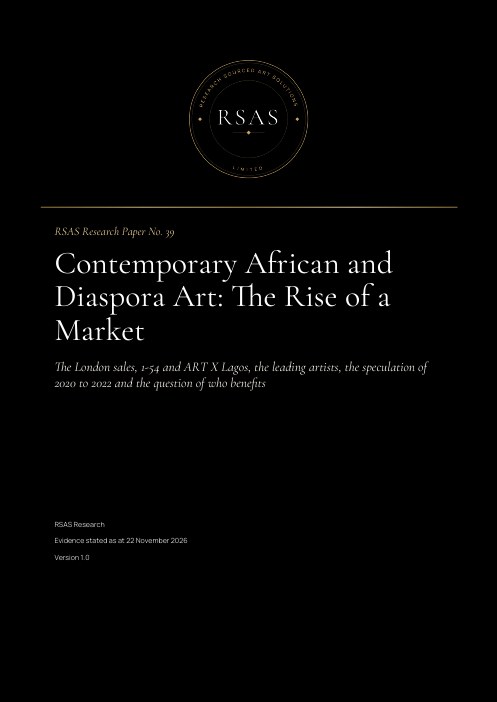 RESEARCH SOURCED ART SOLUTIONS
RSAS
LIMITED
RSAS Research Paper No. 39
Contemporary African and
Diaspora Art: The Rise of a
Market
The London sales, 1-54 and ART X Lagos, the leading artists, the speculation of
2020 to 2022 and the question of who benefits
RSAS Research
Evidence stated as at 22 November 2026
Version 1.0